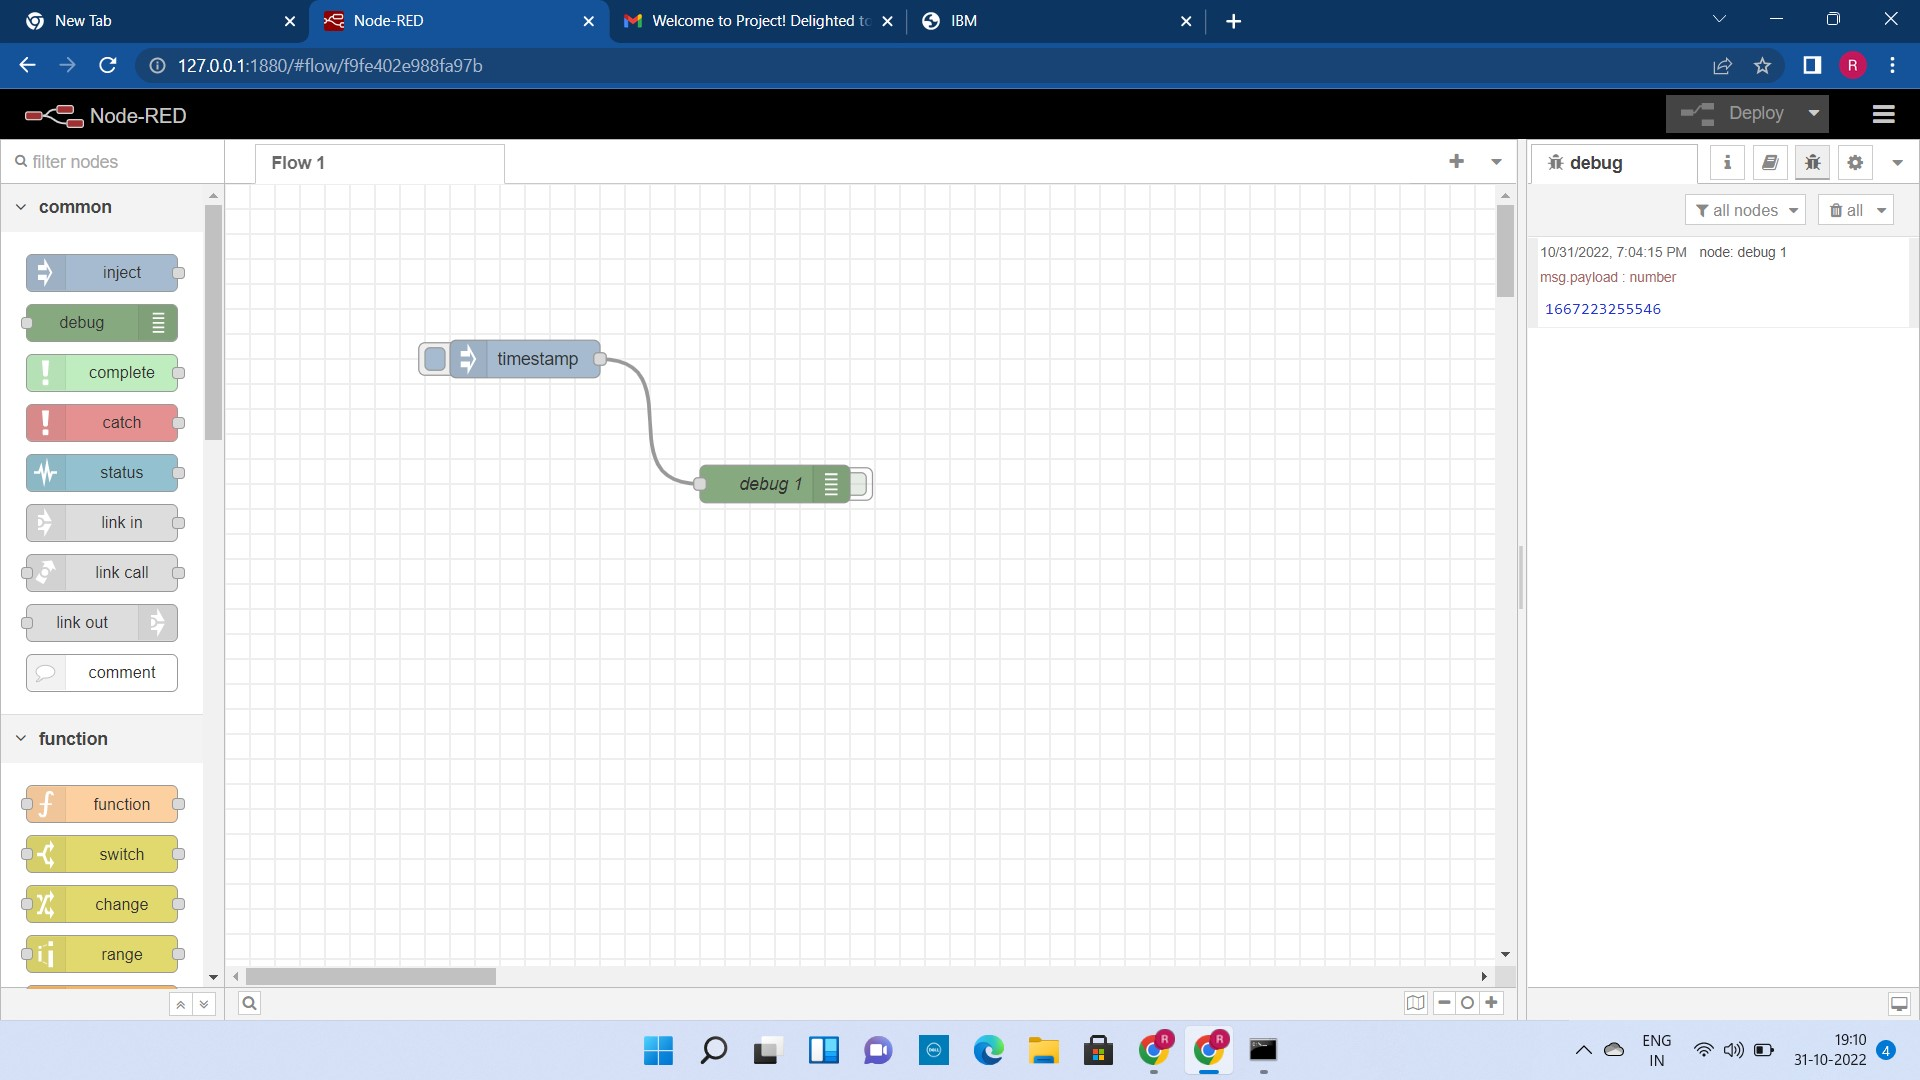 New Tab
Node-RED
Welcome to Project! Delighted to
IBM
127.0.0.1:1880/#flow/f9fe402e988fa97b
R
Node-RED
Deploy
filter nodes
Flow 1
debug
all nodes
all
common
inject
debug
complete
catch
status
link in
link call
link out
comment
function
function
switch
change
range
timestamp
debug 1
10/31/2022, 7:04:15 PM node: debug 1
msg.payload : number
1667223255546
DELL
R
R
ENG
IN
19:10
31-10-2022
4